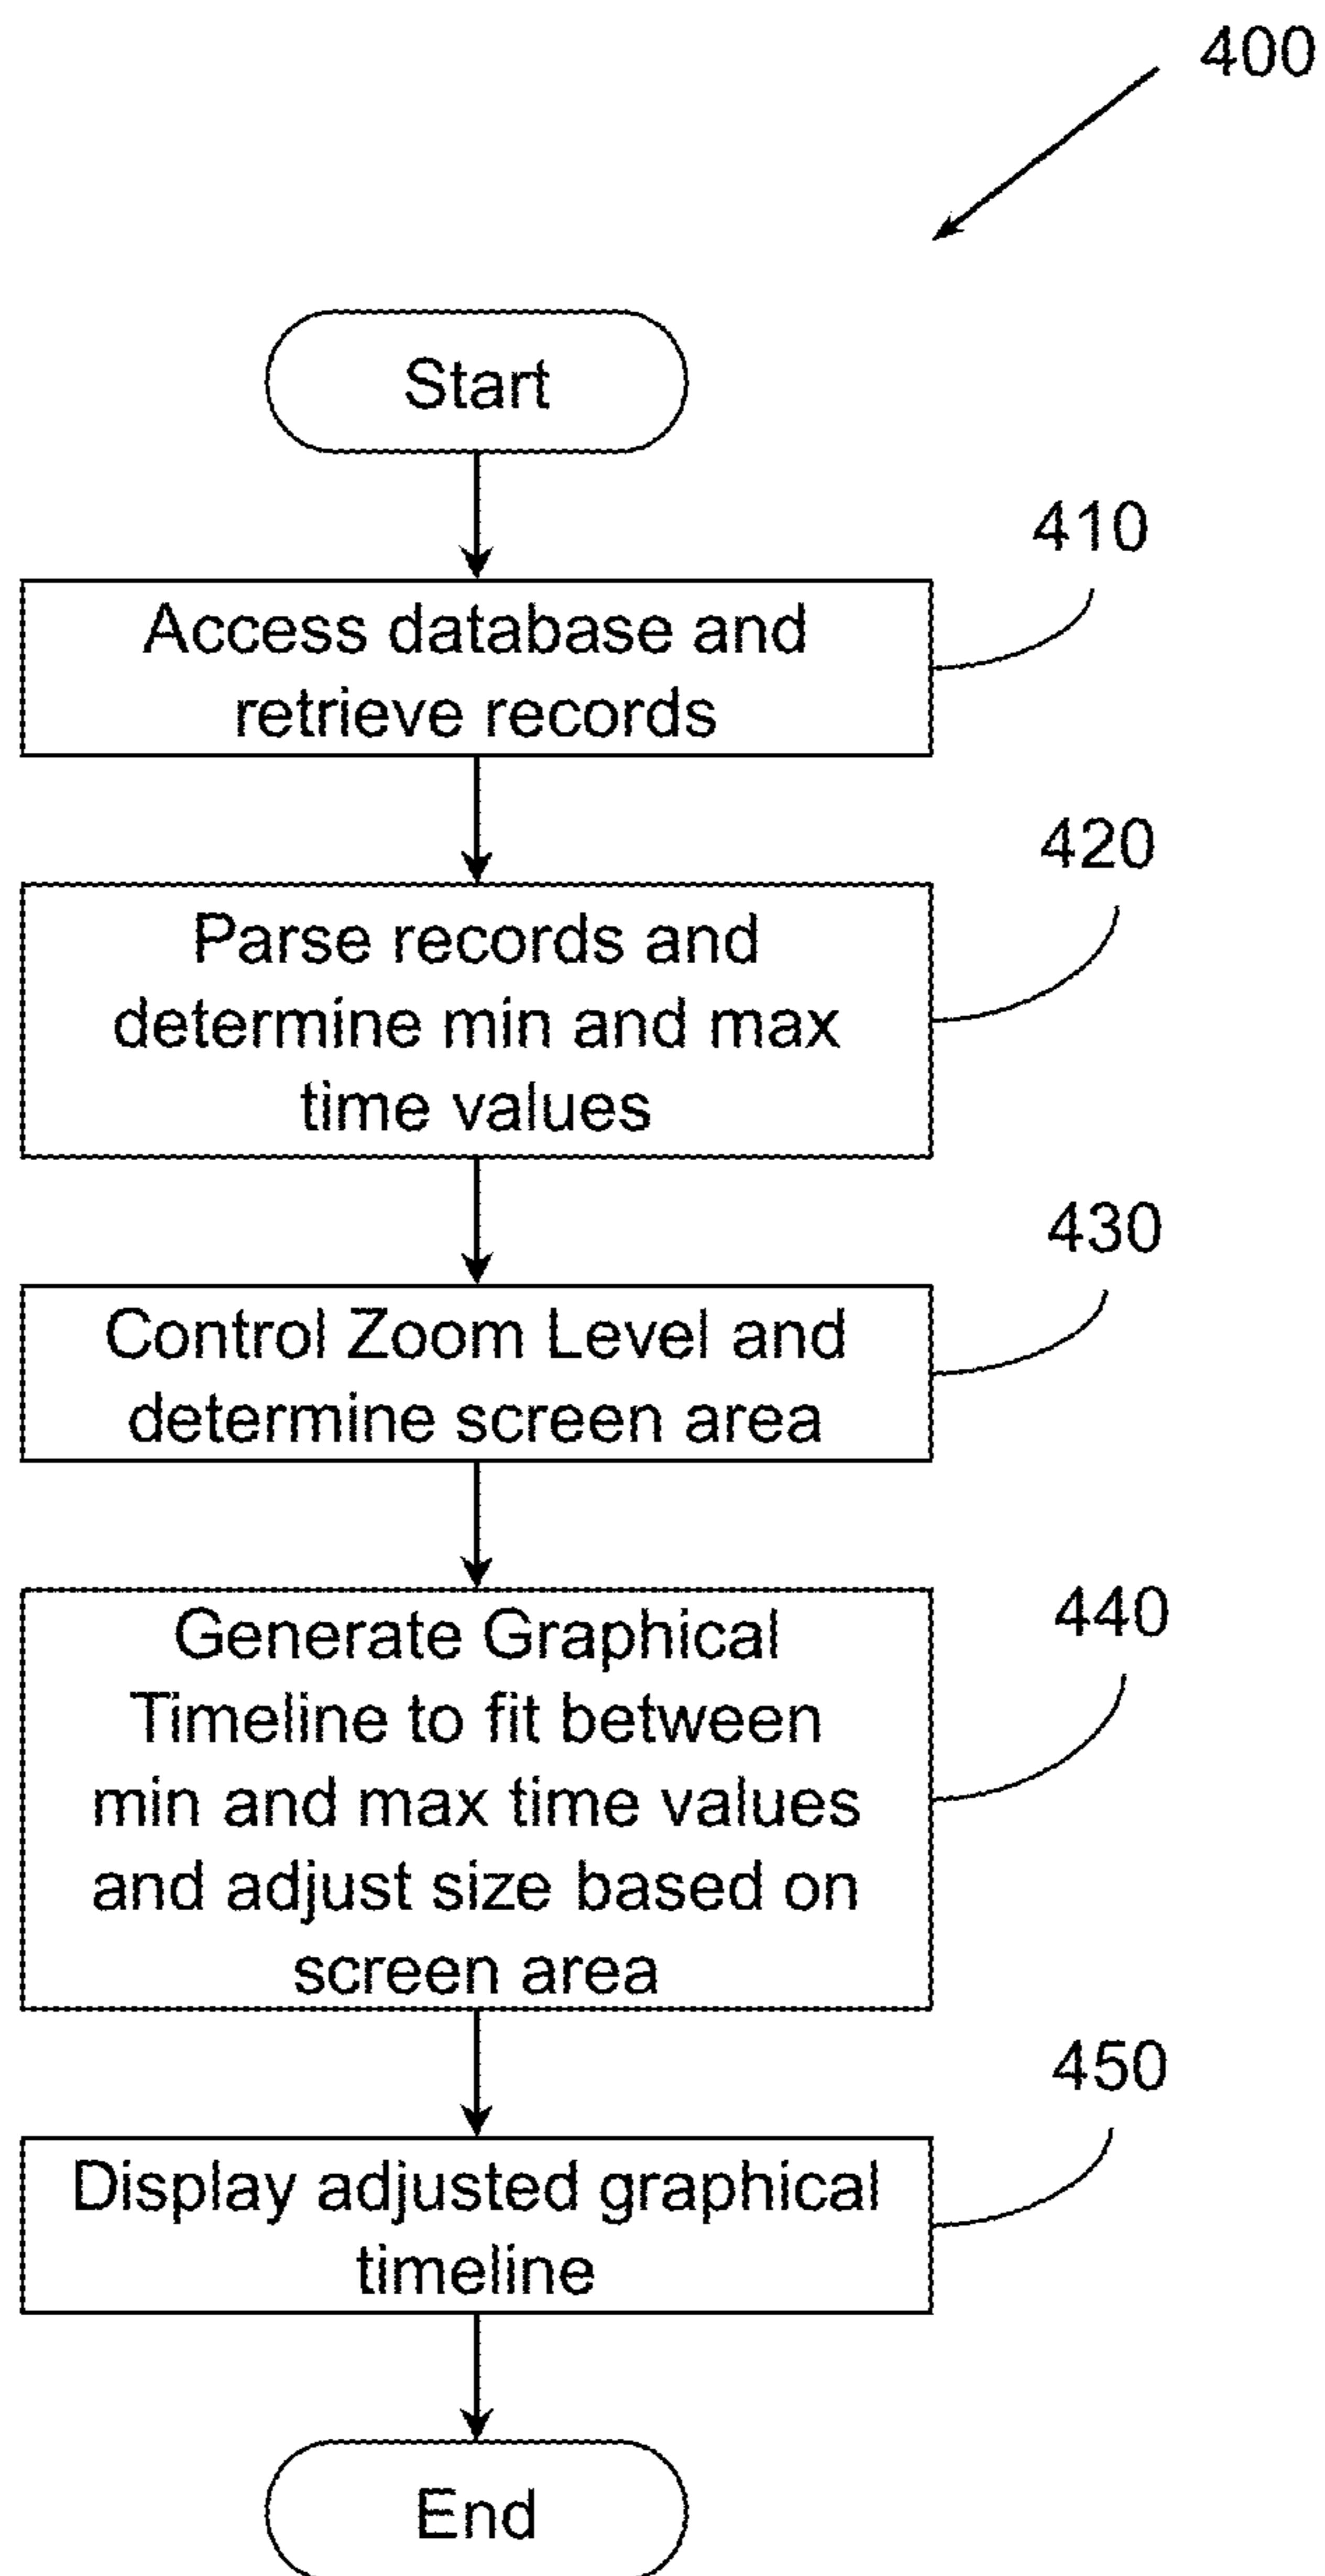 400
Start
410
Access database and
retrieve records
420
Parse records and
determine min and max
time values
430
Control Zoom Level and
determine screen area
440
Generate Graphical
Timeline to fit between
min and max time values
and adjust size based on
screen area
450
Display adjusted graphical
timeline
End